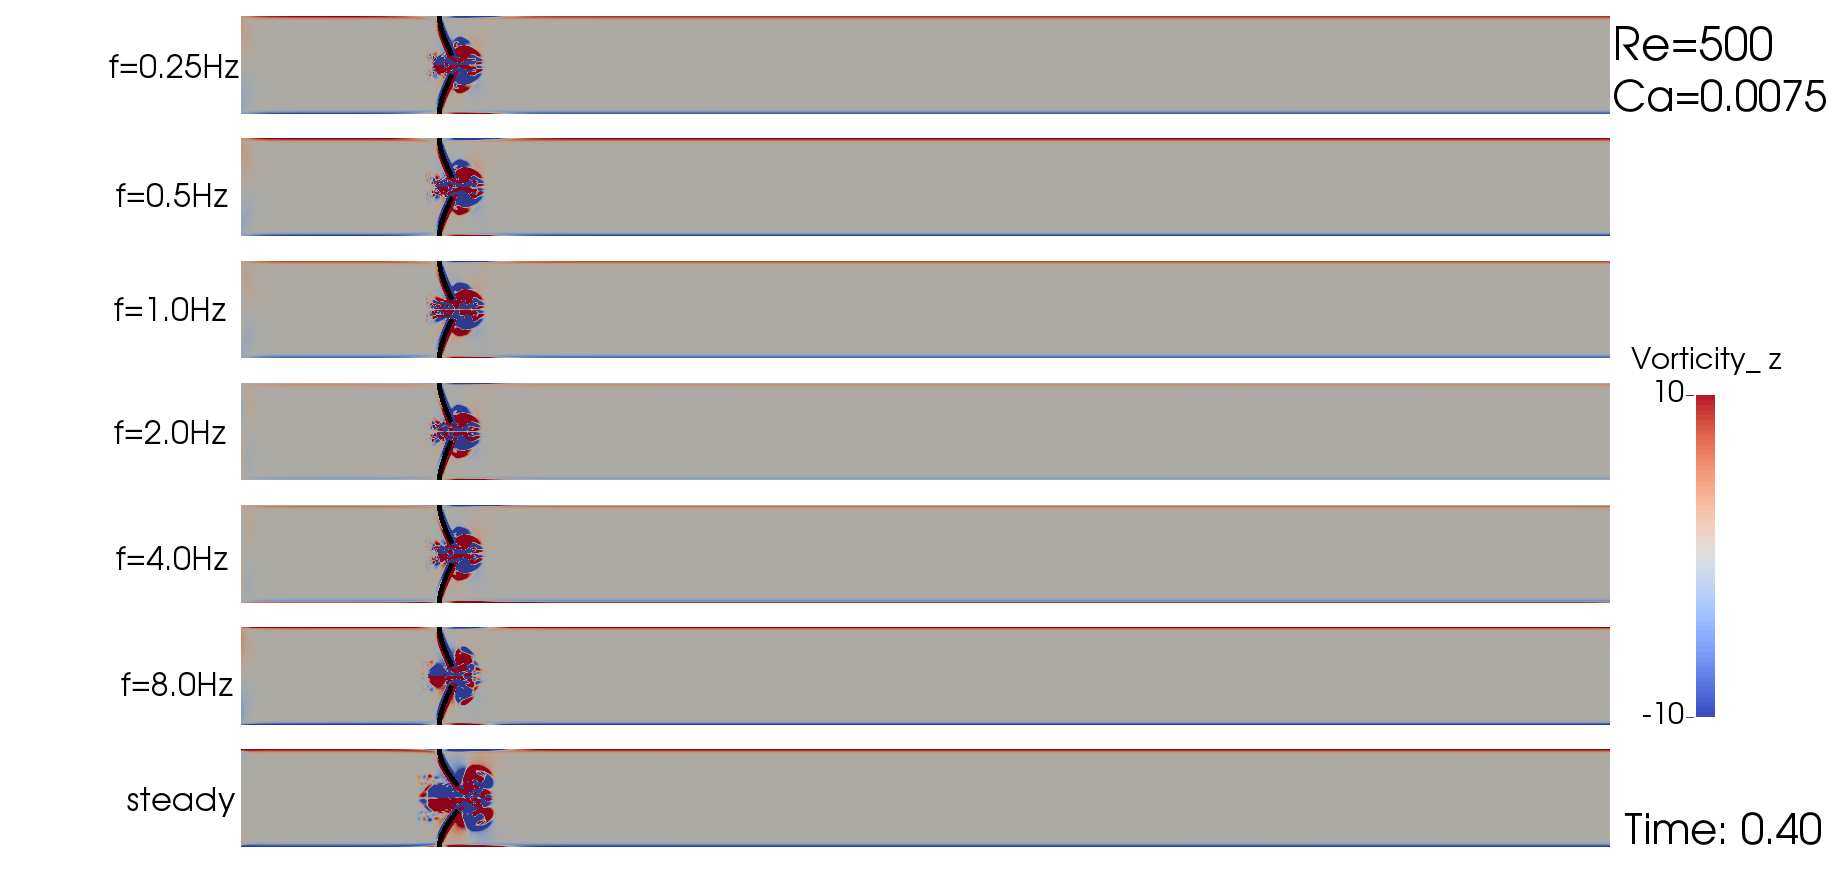 f=0.25Hz
Re=500
Ca=0.0075
f=0.5Hz
f=1.0Hz
Vorticity_ z
10
f=2.0Hz
f=4.0Hz
f=8.0Hz
-10
steady
Time: 0.40